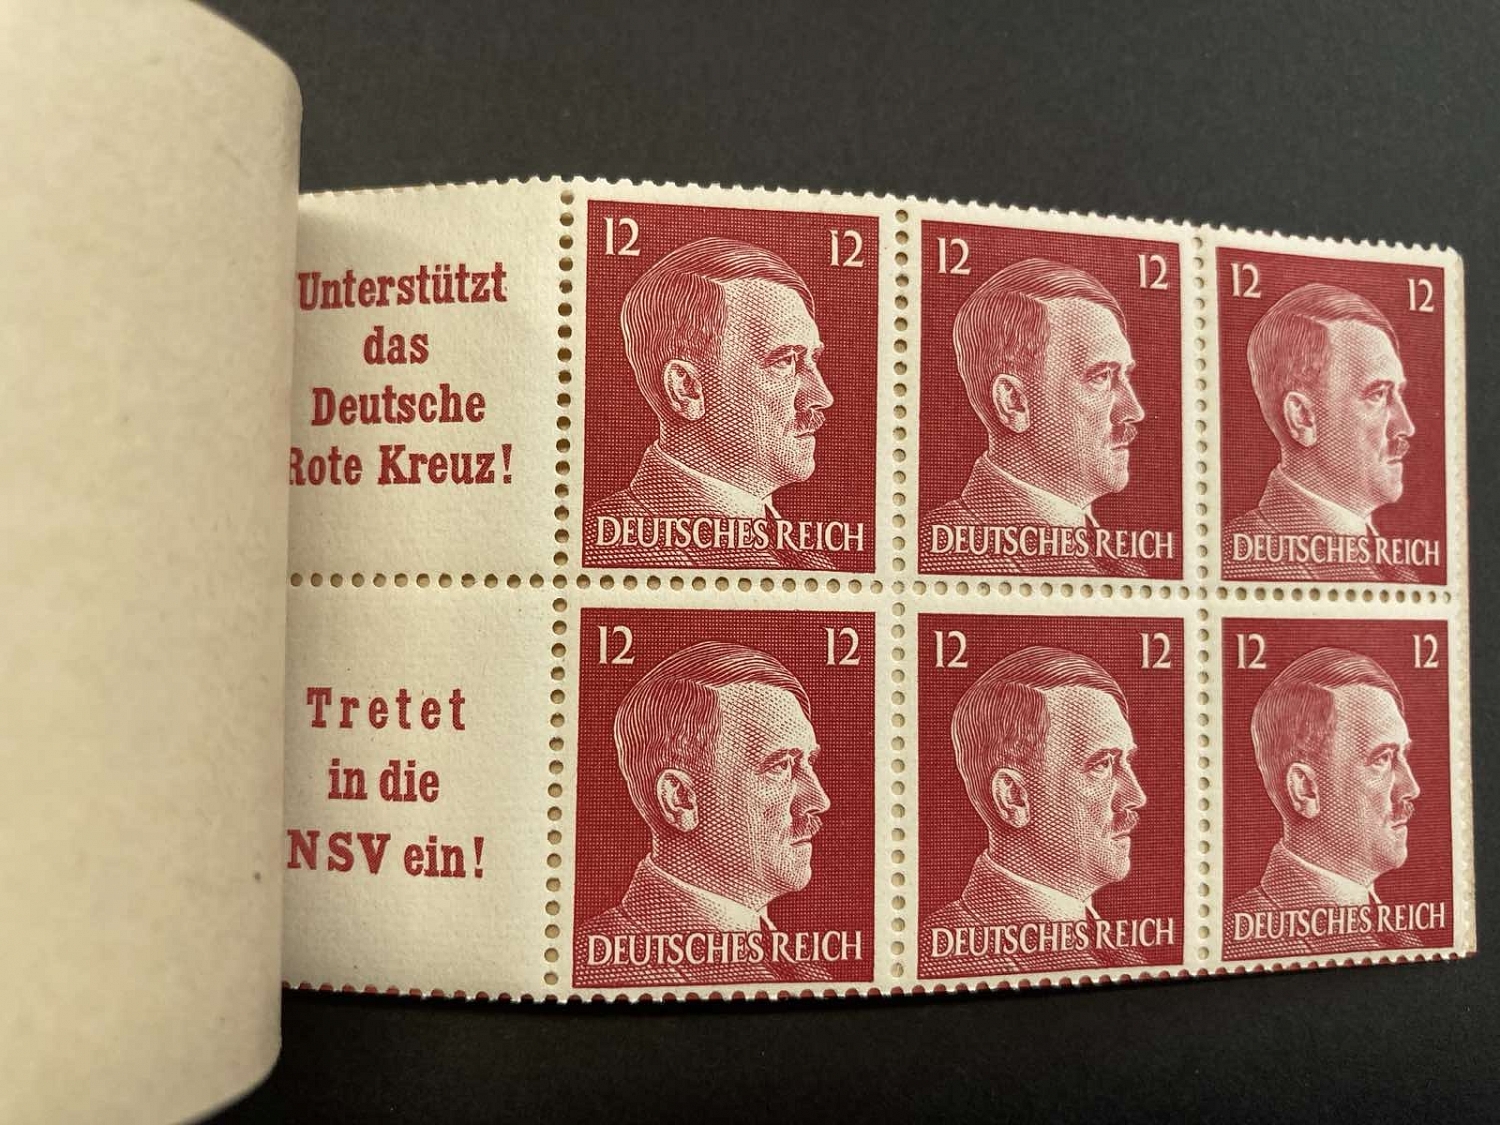 Unterstützt
das
Deutsche
Rote Kreuz!
12 12
DEUTSCHES REICH
12 12
DEUTSCHES REICH
12 12
DEUTSCHES REICH
Tretet
in die
NSV ein!
12 12
DEUTSCHES REICH
12 12
DEUTSCHES REICH
12 12
DEUTSCHES REICH